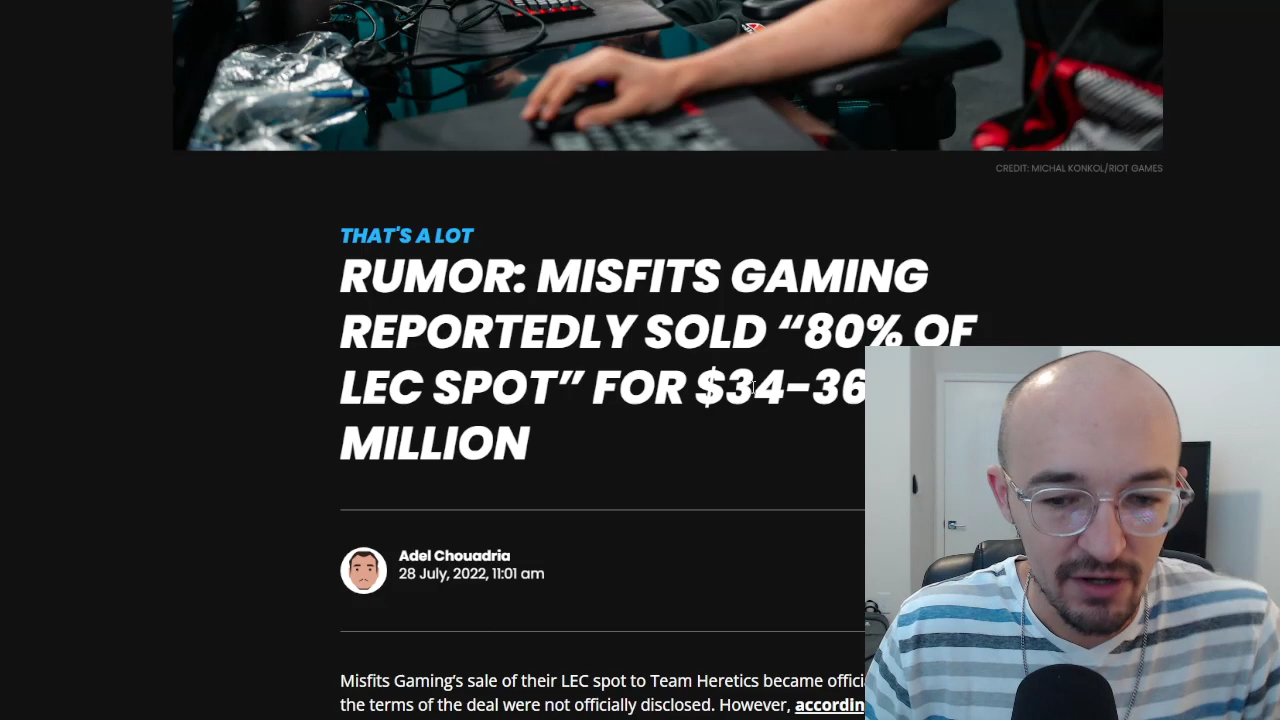 CREDIT: MICHAL KONKOL/RIOT GAMES
THAT'S A LOT
RUMOR: MISFITS GAMING
REPORTEDLY SOLD “80% OF
LEC SPOT” FOR $34-36
MILLION
Adel Chouadria
28 July, 2022, 11:01 am
Misfits Gaming’s sale of their LEC spot to Team Heretics became
the terms of the deal were not officially disclosed. However,